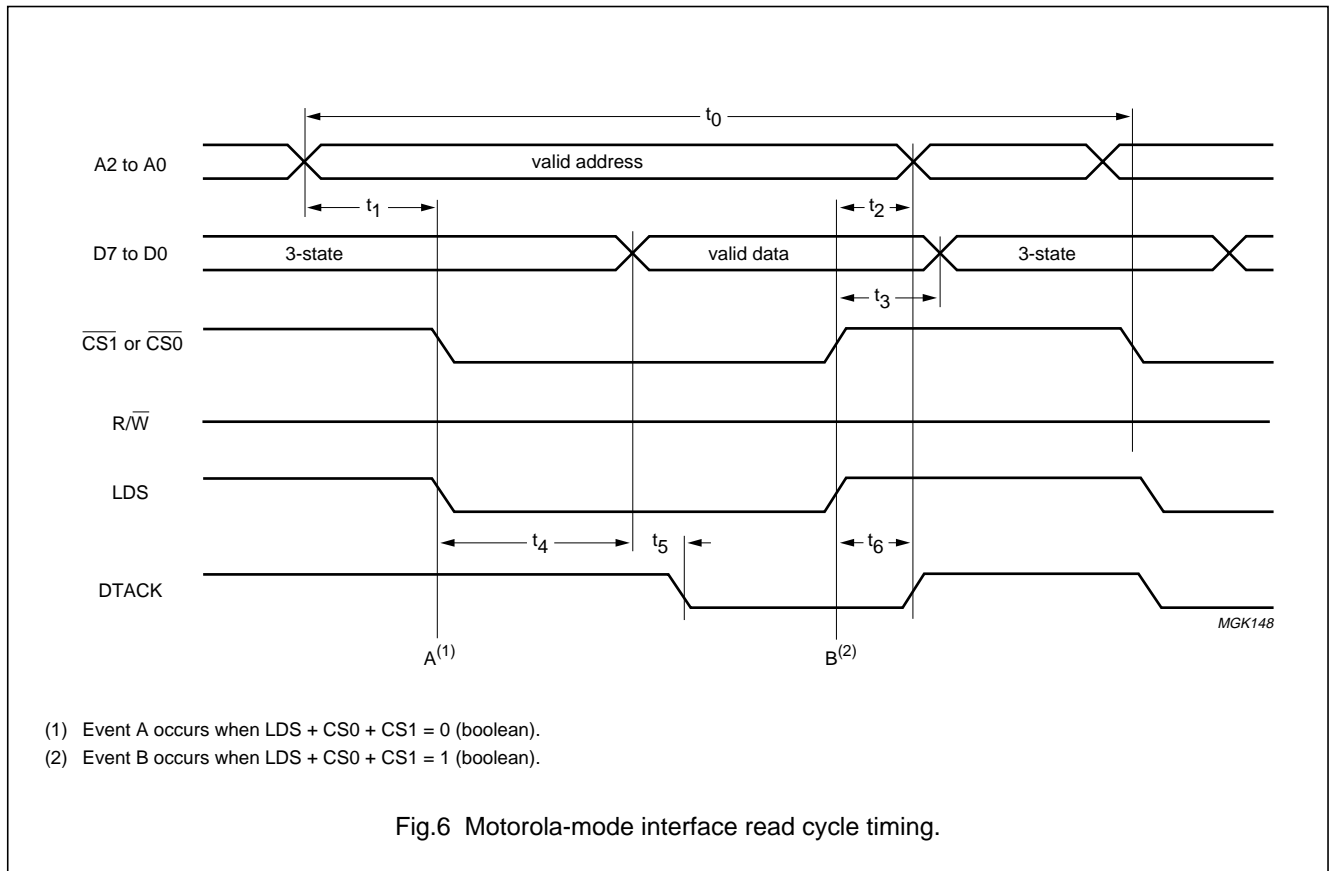 t0
A2 to A0
valid address
t1
t2
D7 to D0
3-state
valid data
3-state
t3
CS1 or CS0
R/W
LDS
t4
t5
t6
DTACK
MGK148
A(1)
B(2)
(1) Event A occurs when LDS + CS0 + CS1 = 0 (boolean).
(2) Event B occurs when LDS + CS0 + CS1 = 1 (boolean).
Fig.6 Motorola-mode interface read cycle timing.